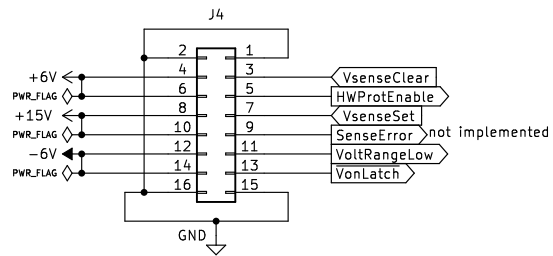 J4
2 1
+6V 4 3 VsenseClear
PWR_FLAG 6 5 HWProtEnable
+15V 8 7 VsenseSet
PWR_FLAG 10 9 SenseError not implemented
-6V 12 11 VoltRangeLow
PWR_FLAG 14 13 VonLatch
16 15
GND